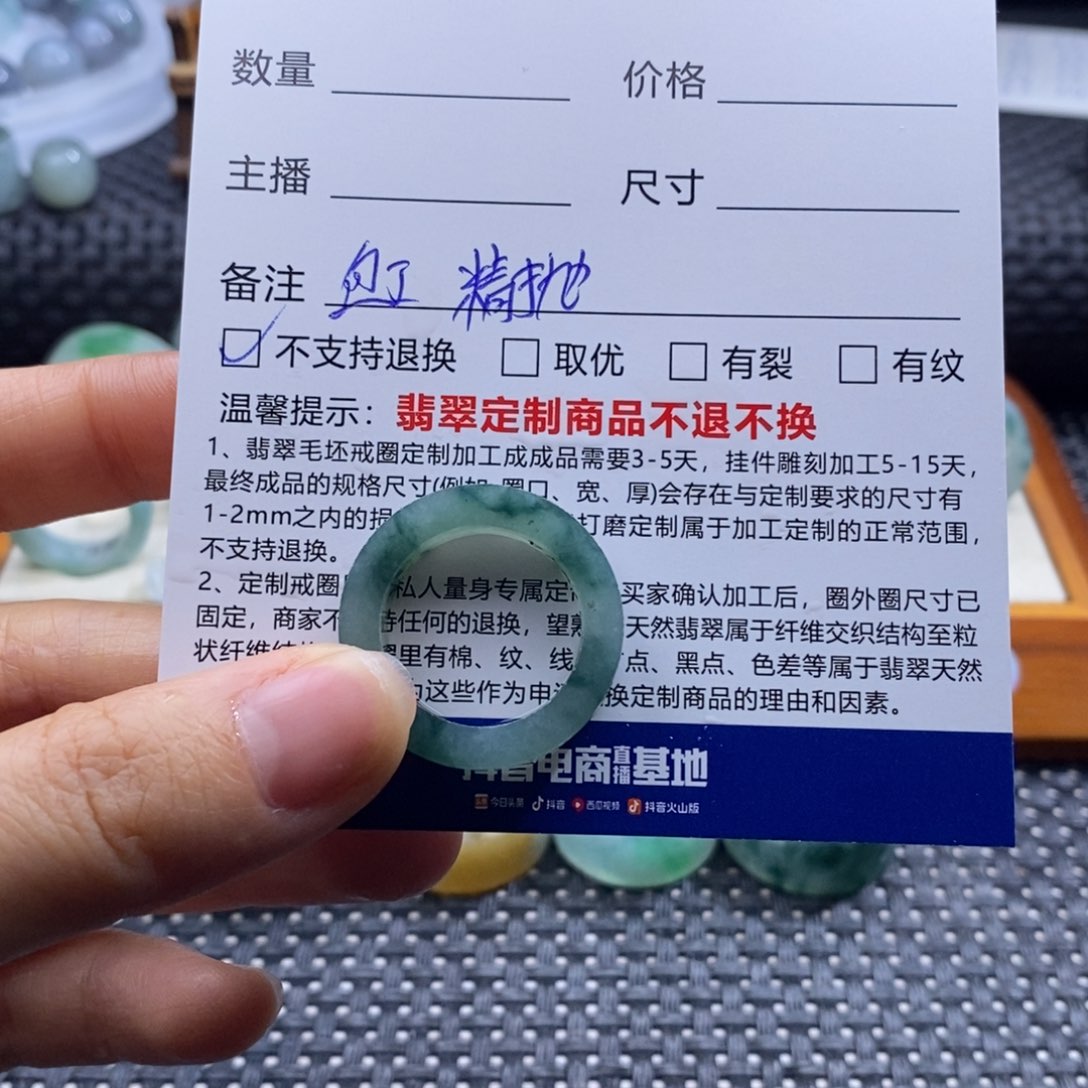 数量 价格
主播 尺寸
备注 包工 精抛
不支持退换 取优 有裂 有纹
温馨提示：翡翠定制商品不退不换
1、翡翠毛坯戒圈定制加工成成品需要3-5天，挂件雕刻加工5-15天，
最终成品的规格尺寸(例如 圈口、宽、厚)会存在与定制要求的尺寸有
1-2mm之内的损 打磨定制属于加工定制的正常范围，
不支持退换。
2、定制戒圈 私人量身专属定制 买家确认加工后，圈外圈尺寸已
固定，商家不 任何的退换，望 天然翡翠属于纤维交织结构至粒
状纤维结 里有棉、纹、线 点、黑点、色差等属于翡翠天然
为这些作为申 换定制商品的理由和因素。
抖音电商直播基地
今日头条 抖音 西瓜视频 抖音火山版